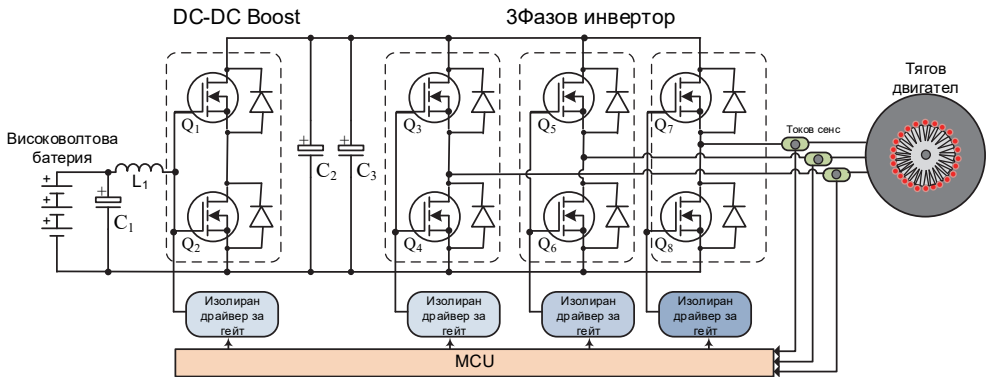 DC-DC Boost
3Фазов инвертор
Тягов
двигател
Високоволтова
батерия
Токов сенс
Q1
Q3
Q5
Q7
L1
C1
C2
C3
Q2
Q4
Q6
Q8
Изолиран
драйвер за
гейт
Изолиран
драйвер за
гейт
Изолиран
драйвер за
гейт
Изолиран
драйвер за
гейт
MCU